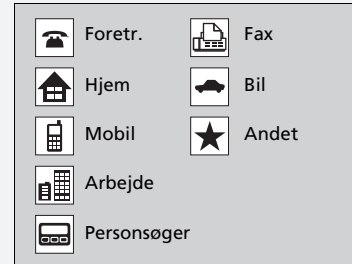 Foretr.
Fax
Hjem
Bil
Mobil
Andet
Arbejde
Personsøger